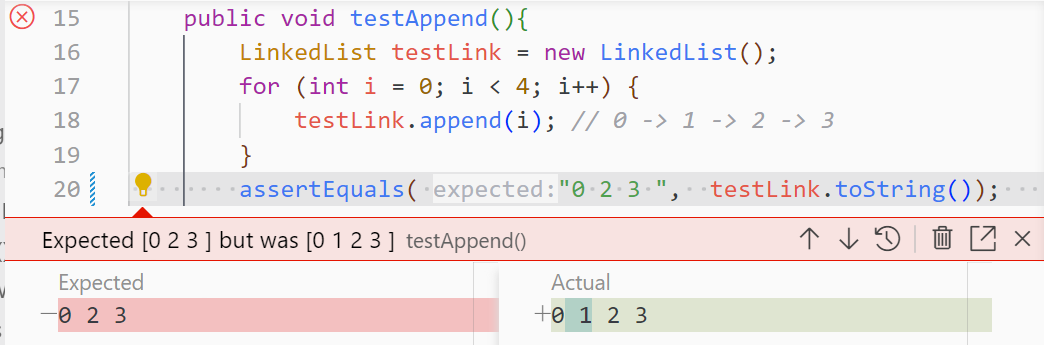 15 public void testAppend(){
16 LinkedList testLink = new LinkedList();
17 for (int i = 0; i < 4; i++) {
18 testLink.append(i); // 0 -> 1 -> 2 -> 3
19 }
20 assertEquals( expected:"0 2 3 ", testLink.toString());
Expected [0 2 3 ] but was [0 1 2 3 ] testAppend()
Expected Actual
0 2 3 0 1 2 3